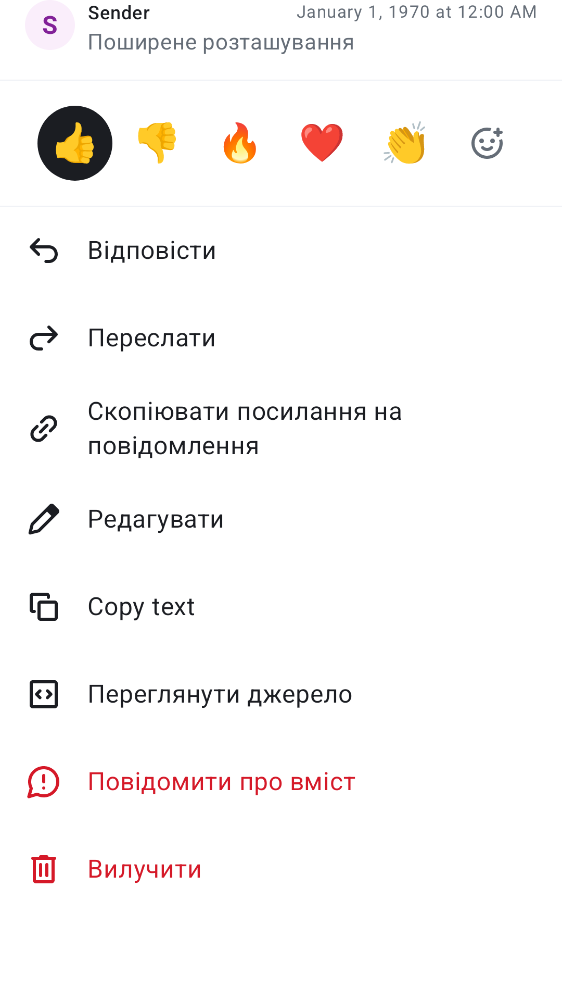 S
Sender
January 1, 1970 at 12:00 AM
Поширене розташування
Відповісти
Переслати
Скопіювати посилання на
повідомлення
Редагувати
Copy text
Переглянути джерело
Повідомити про вміст
Вилучити